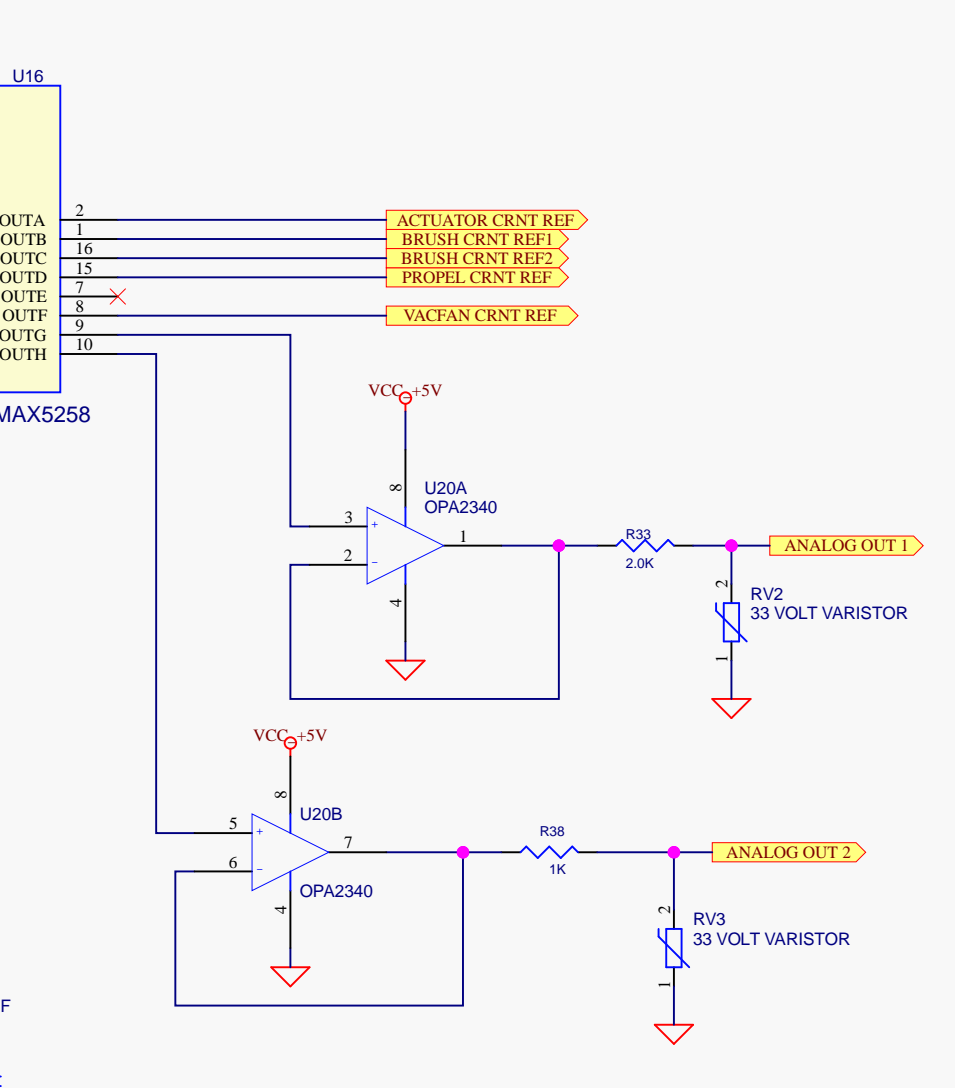 U16
OUTA 2 ACTUATOR CRNT REF
OUTB 1 BRUSH CRNT REF1
OUTC 16 BRUSH CRNT REF2
OUTD 15 PROPEL CRNT REF
OUTE 7
OUTF 8 VACFAN CRNT REF
OUTG 9
OUTH 10
MAX5258
VCC +5V
8
U20A
OPA2340
3 +
1
2 −
4
R33
2.0K
ANALOG OUT 1
2
RV2
33 VOLT VARISTOR
1
VCC +5V
8
U20B
5 +
7
6 −
OPA2340
4
R38
1K
ANALOG OUT 2
2
RV3
33 VOLT VARISTOR
1
F